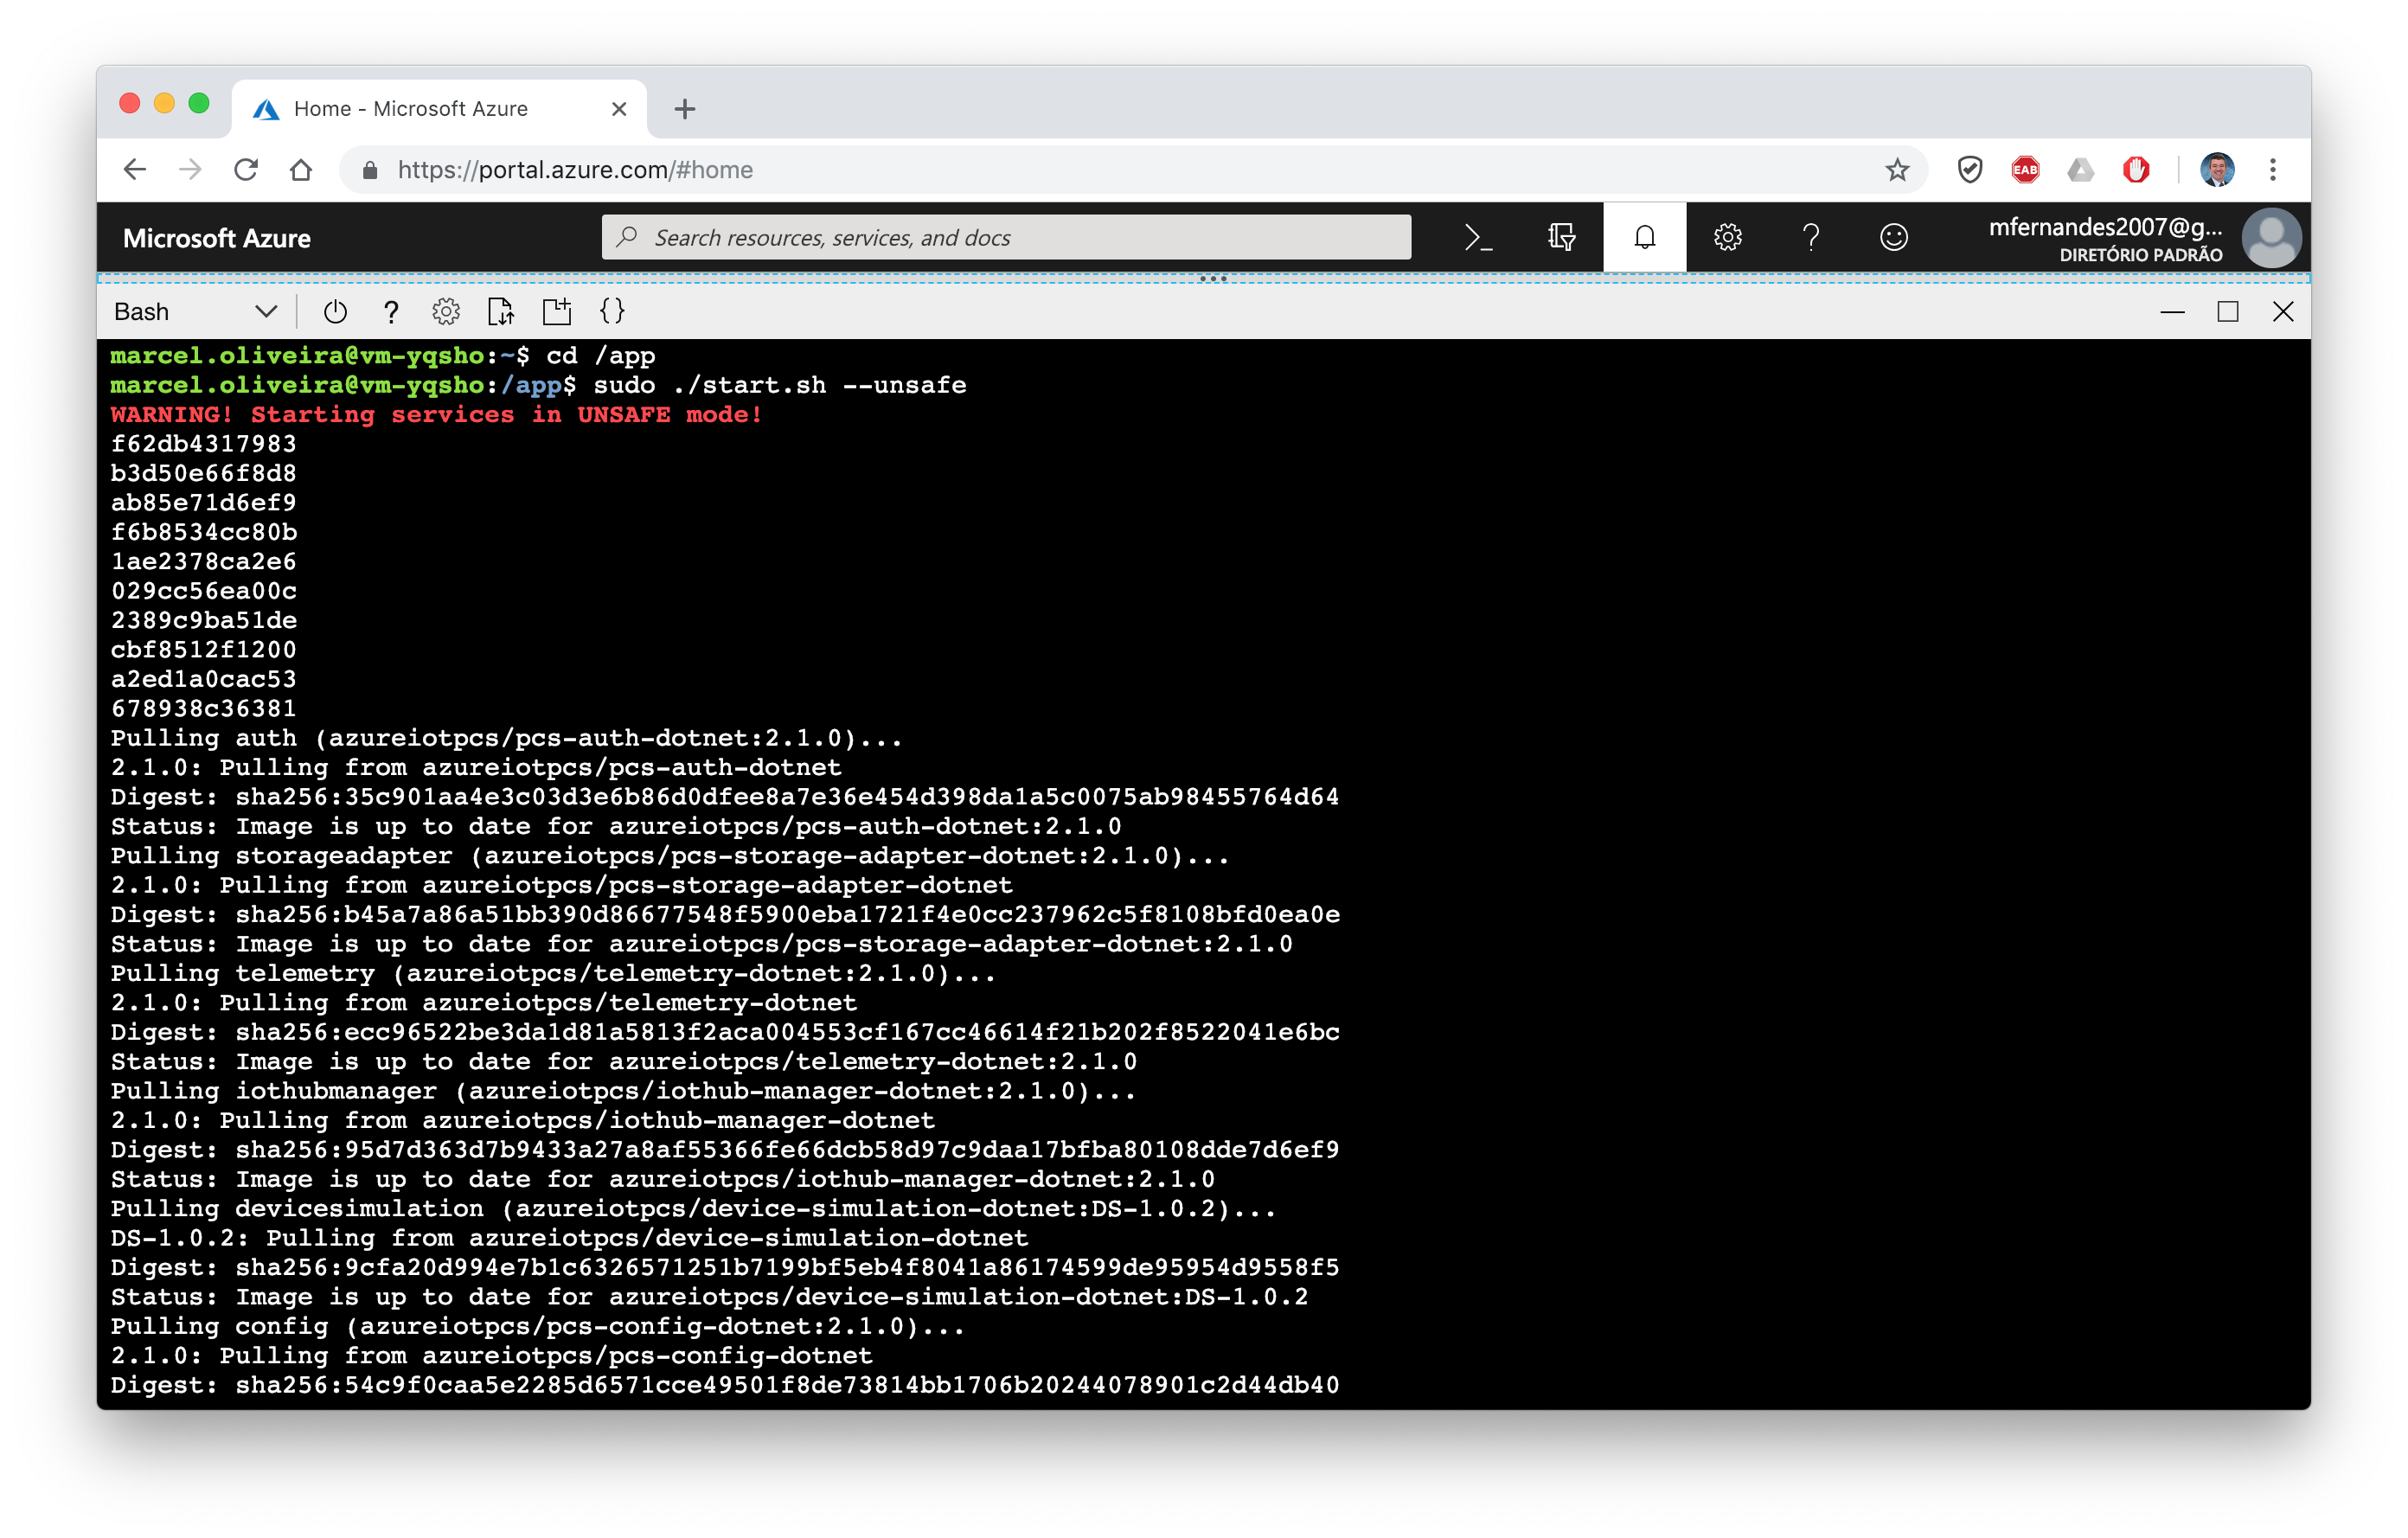 Home - Microsoft Azure
https://portal.azure.com/#home
EAB
Microsoft Azure
Search resources, services, and docs
mfernandes2007@g...
DIRETÓRIO PADRÃO
Bash
marcel.oliveira@vm-yqsho:~$ cd /app
marcel.oliveira@vm-yqsho:/app$ sudo ./start.sh --unsafe
WARNING! Starting services in UNSAFE mode!
f62db4317983
b3d50e66f8d8
ab85e71d6ef9
f6b8534cc80b
1ae2378ca2e6
029cc56ea00c
2389c9ba51de
cbf8512f1200
a2ed1a0cac53
678938c36381
Pulling auth (azureiotpcs/pcs-auth-dotnet:2.1.0)...
2.1.0: Pulling from azureiotpcs/pcs-auth-dotnet
Digest: sha256:35c901aa4e3c03d3e6b86d0dfee8a7e36e454d398da1a5c0075ab98455764d64
Status: Image is up to date for azureiotpcs/pcs-auth-dotnet:2.1.0
Pulling storageadapter (azureiotpcs/pcs-storage-adapter-dotnet:2.1.0)...
2.1.0: Pulling from azureiotpcs/pcs-storage-adapter-dotnet
Digest: sha256:b45a7a86a51bb390d86677548f5900eba1721f4e0cc237962c5f8108bfd0ea0e
Status: Image is up to date for azureiotpcs/pcs-storage-adapter-dotnet:2.1.0
Pulling telemetry (azureiotpcs/telemetry-dotnet:2.1.0)...
2.1.0: Pulling from azureiotpcs/telemetry-dotnet
Digest: sha256:ecc96522be3da1d81a5813f2aca004553cf167cc46614f21b202f8522041e6bc
Status: Image is up to date for azureiotpcs/telemetry-dotnet:2.1.0
Pulling iothubmanager (azureiotpcs/iothub-manager-dotnet:2.1.0)...
2.1.0: Pulling from azureiotpcs/iothub-manager-dotnet
Digest: sha256:95d7d363d7b9433a27a8af55366fe66dcb58d97c9daa17bfba80108dde7d6ef9
Status: Image is up to date for azureiotpcs/iothub-manager-dotnet:2.1.0
Pulling devicesimulation (azureiotpcs/device-simulation-dotnet:DS-1.0.2)...
DS-1.0.2: Pulling from azureiotpcs/device-simulation-dotnet
Digest: sha256:9cfa20d994e7b1c6326571251b7199bf5eb4f8041a86174599de95954d9558f5
Status: Image is up to date for azureiotpcs/device-simulation-dotnet:DS-1.0.2
Pulling config (azureiotpcs/pcs-config-dotnet:2.1.0)...
2.1.0: Pulling from azureiotpcs/pcs-config-dotnet
Digest: sha256:54c9f0caa5e2285d6571cce49501f8de73814bb1706b20244078901c2d44db40